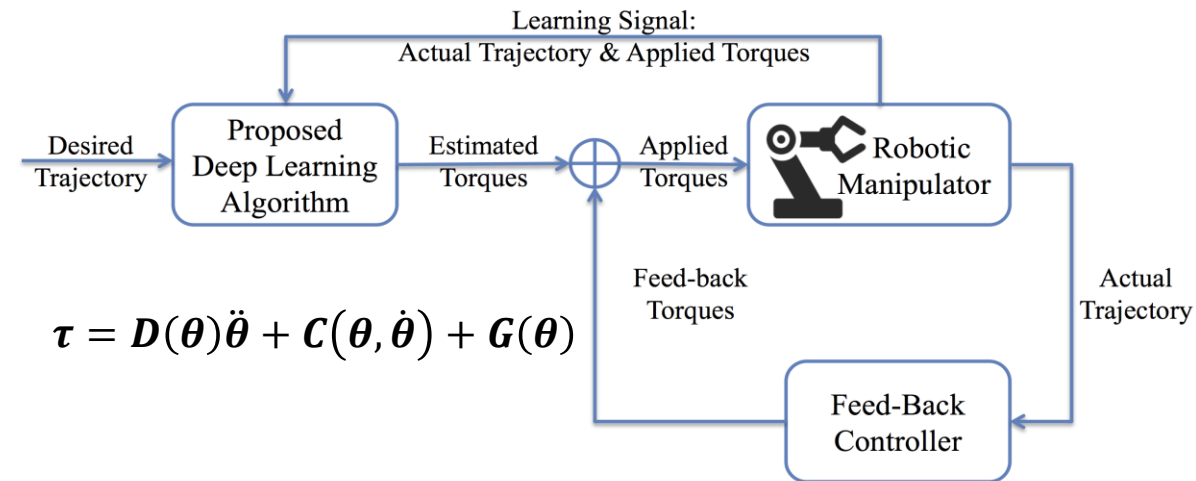 Learning Signal:
Actual Trajectory & Applied Torques
Desired
Trajectory
Proposed
Deep Learning
Algorithm
Estimated
Torques
Applied
Torques
Robotic
Manipulator
Feed-back
Torques
Actual
Trajectory
τ = D(θ)θ̈ + C(θ, θ̇) + G(θ)
Feed-Back
Controller